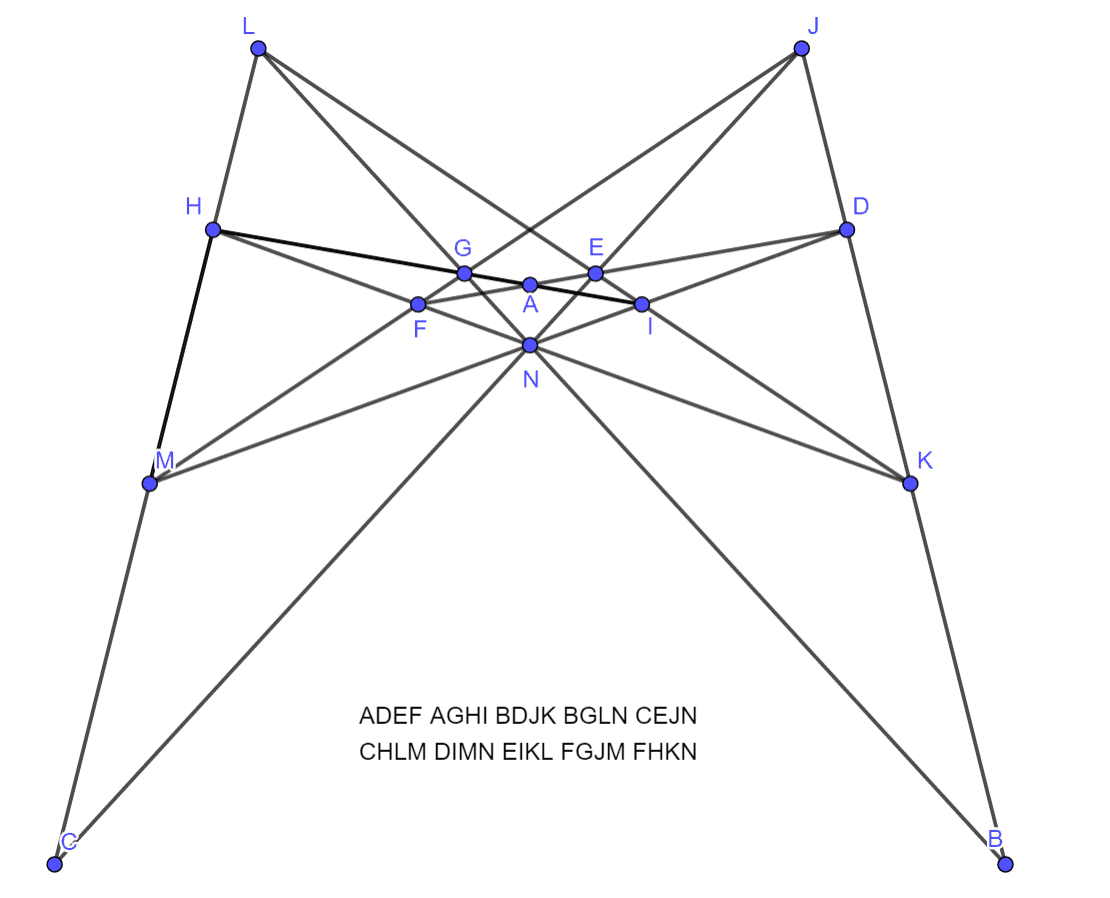 L J
H D
G E
A
F I
N
M K
ADEF AGHI BDJK BGLN CEJN
CHLM DIMN EIKL FGJM FHKN
C B